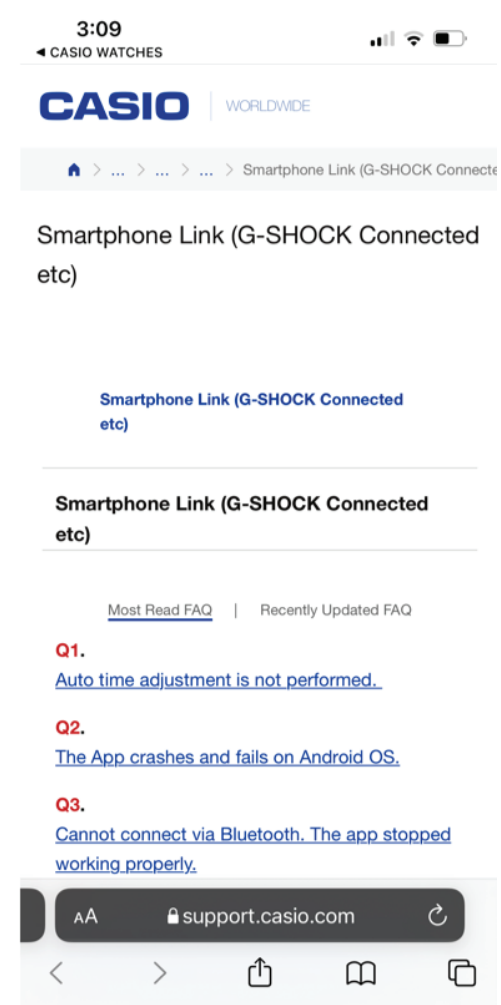 3:09
◀ CASIO WATCHES
CASIO WORLDWIDE
> ... > ... > ... > Smartphone Link (G-SHOCK Connecte
Smartphone Link (G-SHOCK Connected
etc)
Smartphone Link (G-SHOCK Connected
etc)
Smartphone Link (G-SHOCK Connected
etc)
Most Read FAQ | Recently Updated FAQ
Q1.
Auto time adjustment is not performed.
Q2.
The App crashes and fails on Android OS.
Q3.
Cannot connect via Bluetooth. The app stopped
working properly.
AA support.casio.com